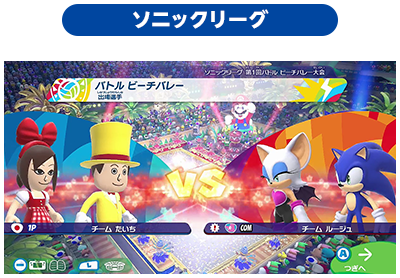 ソニックリーグ
ソニックリーグ 第1回バトル ビーチバレー大会
バトル ビーチバレー
出場選手
VS
1P
COM
チーム たいち
チーム ルージュ
A
つぎへ